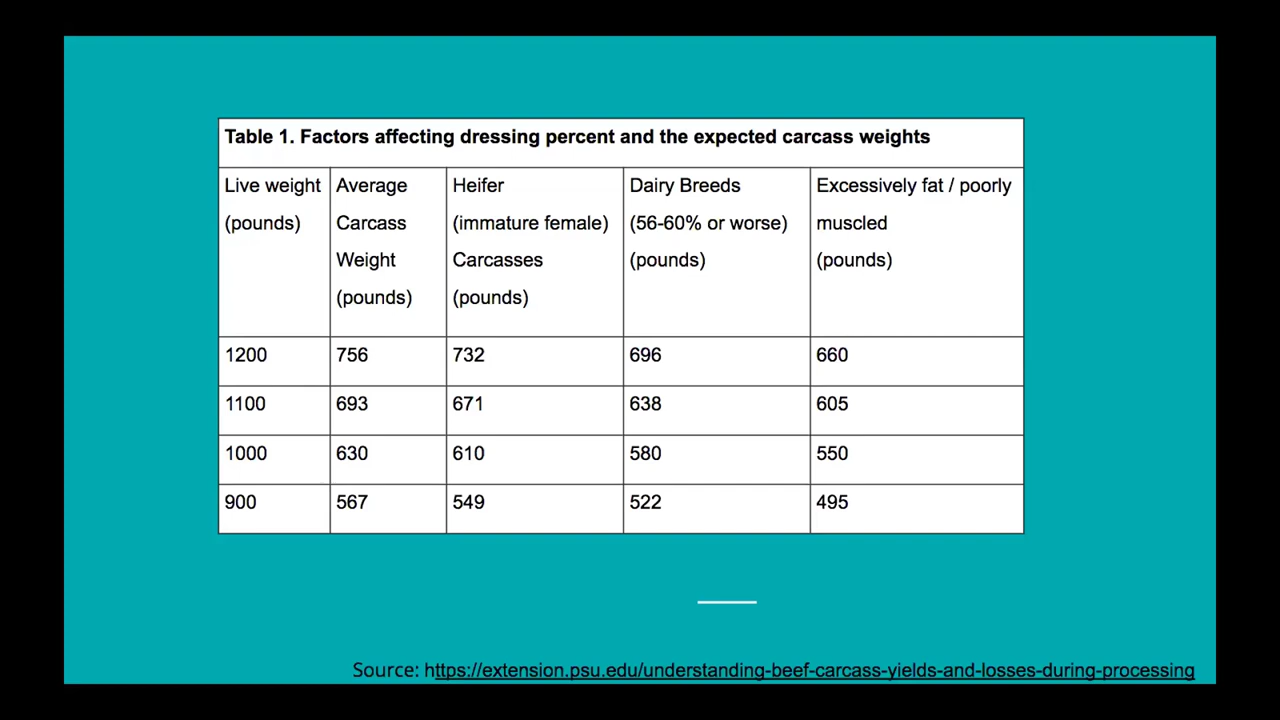 Table 1. Factors affecting dressing percent and the expected carcass weights
Live weight (pounds)
Average Carcass Weight (pounds)
Heifer (immature female) Carcasses (pounds)
Dairy Breeds (56-60% or worse) (pounds)
Excessively fat / poorly muscled (pounds)
1200 756 732 696 660
1100 693 671 638 605
1000 630 610 580 550
900 567 549 522 495
Source: https://extension.psu.edu/understanding-beef-carcass-yields-and-losses-during-processing